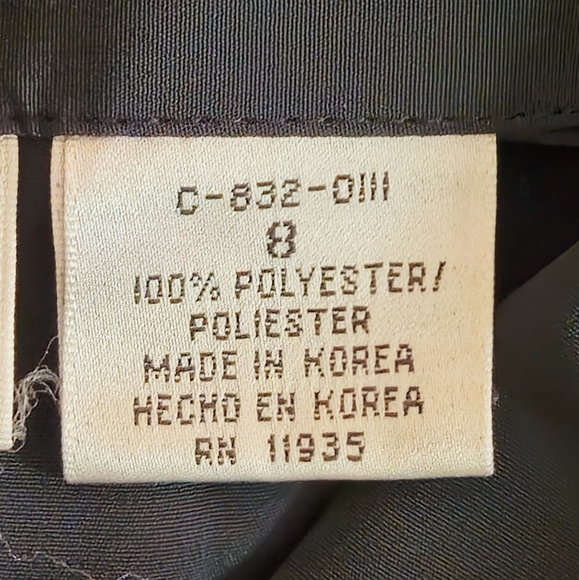 C-832-0111
8
100% POLYESTER/
POLIESTER
MADE IN KOREA
HECHO EN KOREA
RN 11935